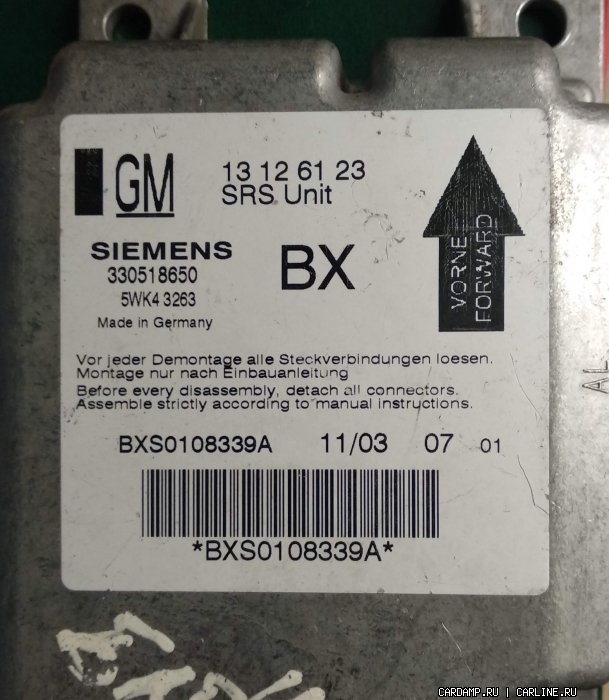 GM
13 12 61 23
SRS Unit
SIEMENS
330518650
5WK4 3263
Made in Germany
BX
VORNE
FORWARD
Vor jeder Demontage alle Steckverbindungen loesen.
Montage nur nach Einbauanleitung
Before every disassembly, detach all connectors.
Assemble strictly according to manual instructions.
BXS0108339A 11/03 07 01
*BXS0108339A*
AL
CARDAMP.RU | CARLINE.RU